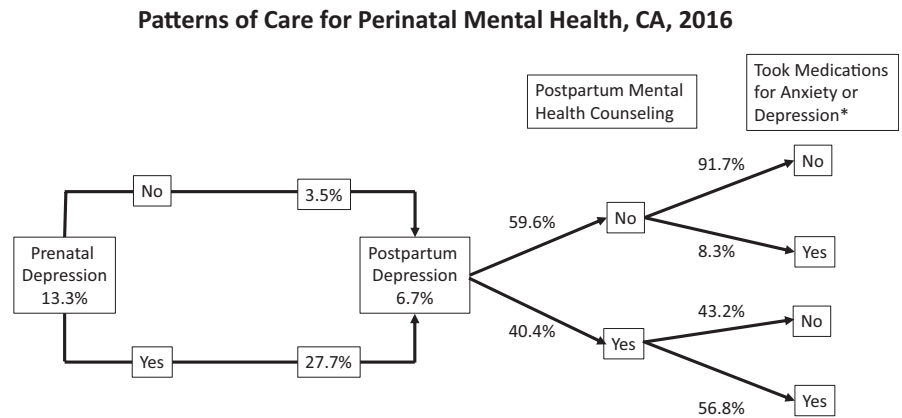 Patterns of Care for Perinatal Mental Health, CA, 2016
Postpartum Mental
Health Counseling
Took Medications
for Anxiety or
Depression*
No
3.5%
Prenatal
Depression
13.3%
Yes
27.7%
Postpartum
Depression
6.7%
59.6%
No
91.7%
No
8.3%
Yes
40.4%
Yes
43.2%
No
56.8%
Yes